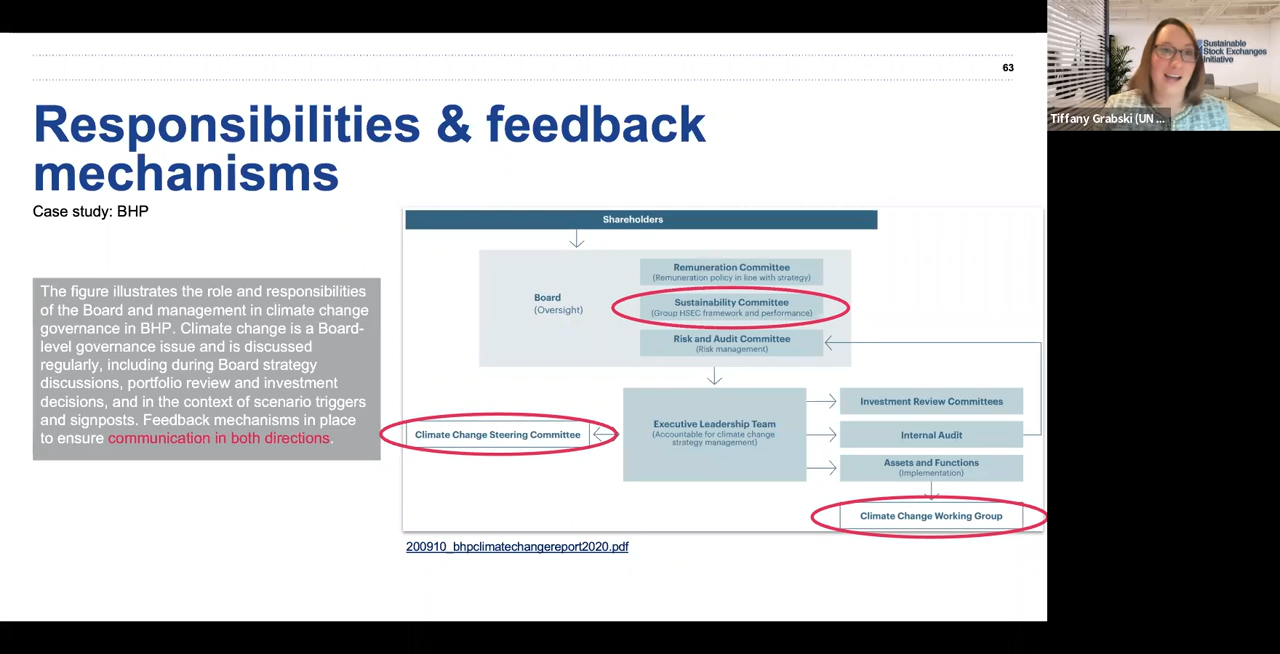 63
Responsibilities & feedback
mechanisms
Case study: BHP
The figure illustrates the role and responsibilities
of the Board and management in climate change
governance in BHP. Climate change is a Board-
level governance issue and is discussed
regularly, including during Board strategy
discussions, portfolio review and investment
decisions, and in the context of scenario triggers
and signposts. Feedback mechanisms in place
to ensure communication in both directions.
Shareholders
Board
(Oversight)
Remuneration Committee
(Remuneration policy in line with strategy)
Sustainability Committee
(Group HSEC framework and performance)
Risk and Audit Committee
(Risk management)
Climate Change Steering Committee
Executive Leadership Team
(Accountable for climate change
strategy management)
Investment Review Committees
Internal Audit
Assets and Functions
(Implementation)
Climate Change Working Group
200910_bhpclimatechangereport2020.pdf
Sustainable
Stock Exchanges
Initiative
Tiffany Grabski (UN ...